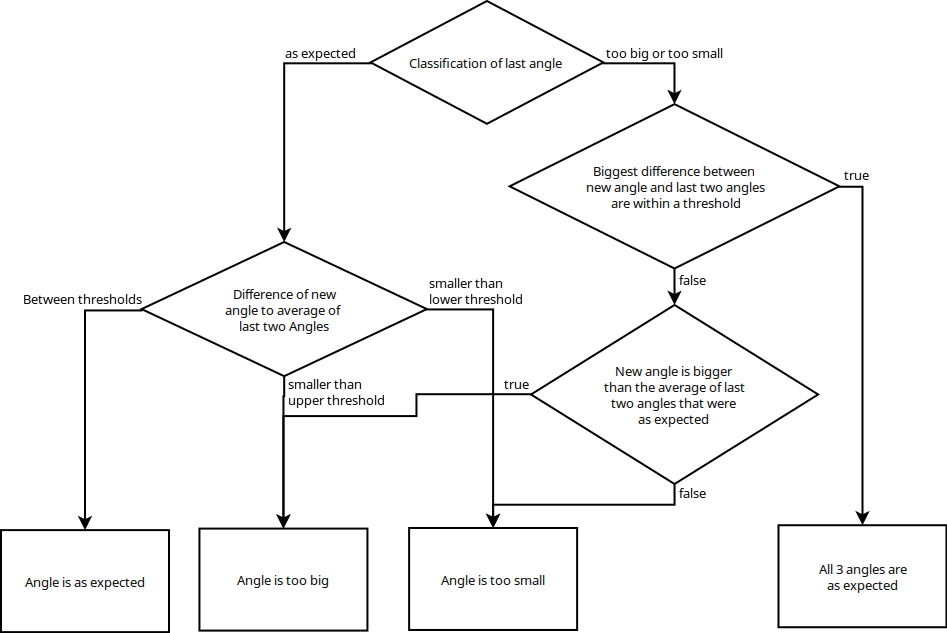 as expected
too big or too small
Classification of last angle
Biggest difference between
new angle and last two angles
are within a threshold
true
false
Between thresholds
Difference of new
angle to average of
last two Angles
smaller than
lower threshold
smaller than
upper threshold
true
New angle is bigger
than the average of last
two angles that were
as expected
false
Angle is as expected
Angle is too big
Angle is too small
All 3 angles are
as expected